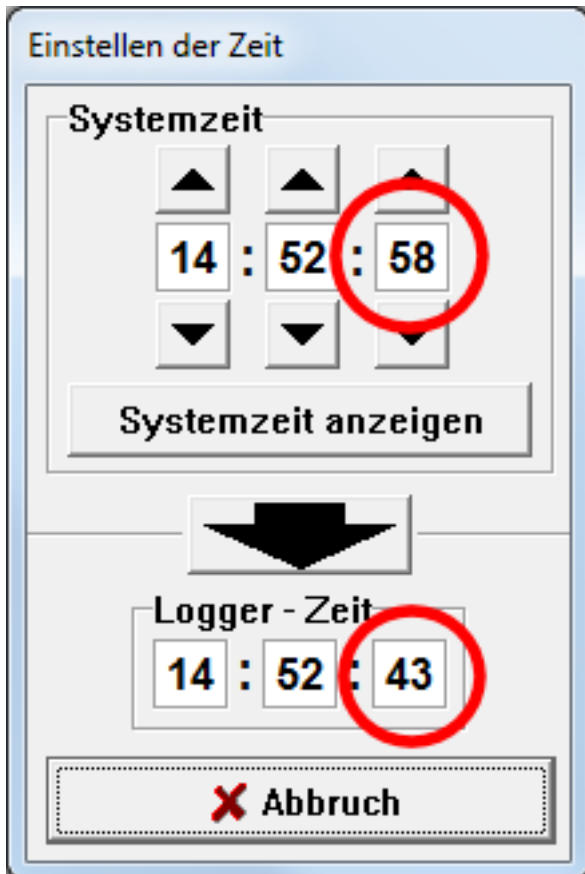 Einstellen der Zeit
Systemzeit
14 : 52 : 58
Systemzeit anzeigen
Logger - Zeit
14 : 52 : 43
Abbruch